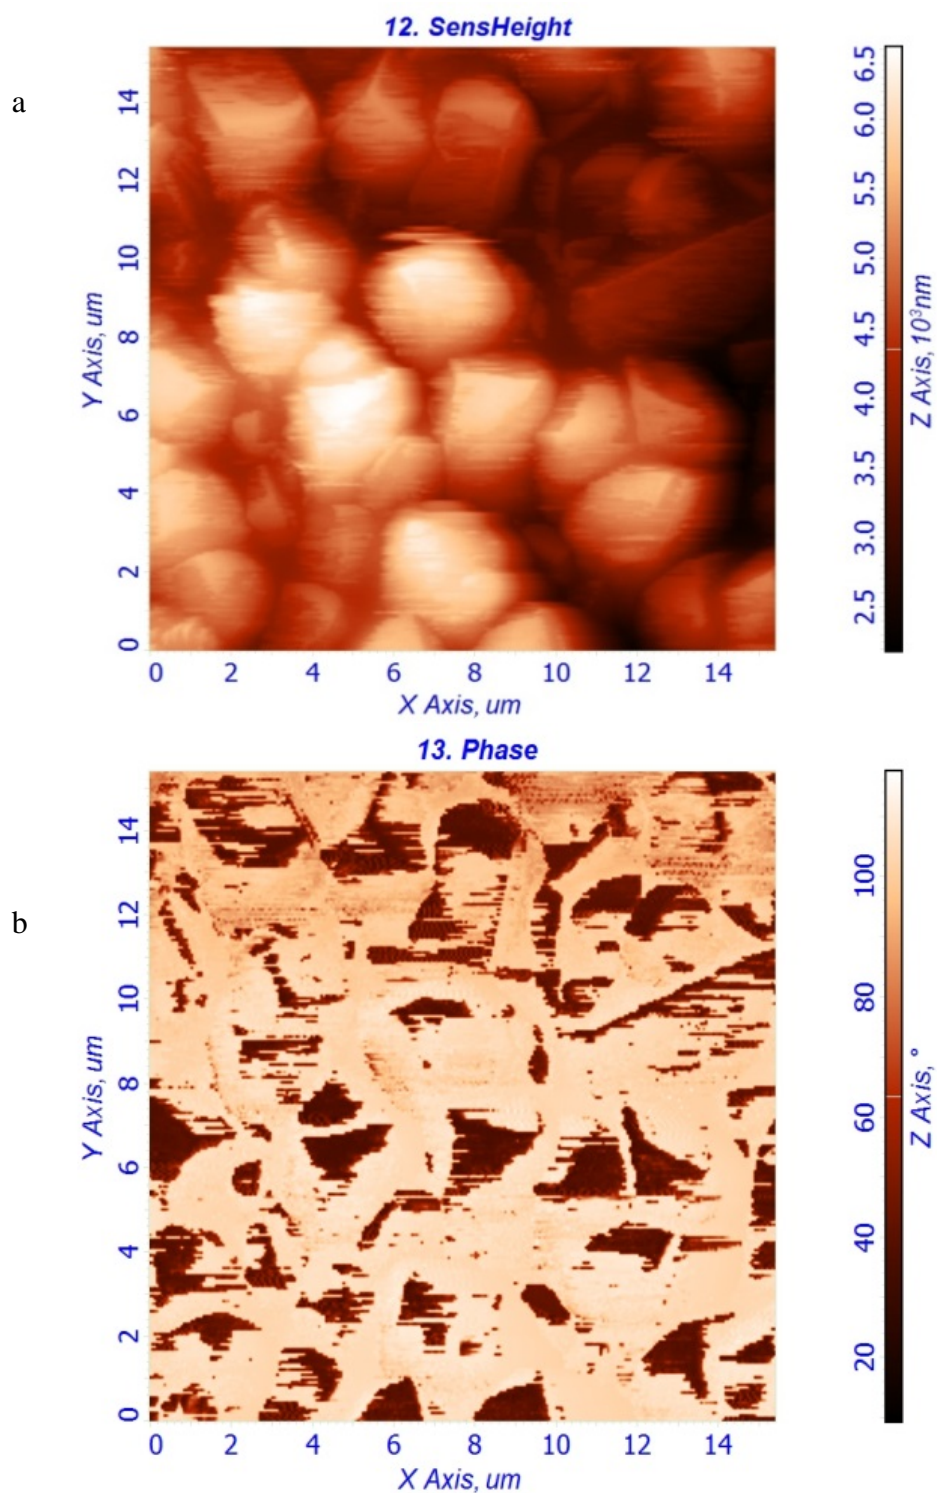 12. SensHeight
a
14
12
10
8
6
4
2
0
Y Axis, um
0 2 4 6 8 10 12 14
X Axis, um
6.5
6.0
5.5
5.0
4.5
4.0
3.5
3.0
2.5
Z Axis, 10³nm
13. Phase
b
14
12
10
8
6
4
2
0
Y Axis, um
0 2 4 6 8 10 12 14
X Axis, um
100
80
60
40
20
Z Axis, °